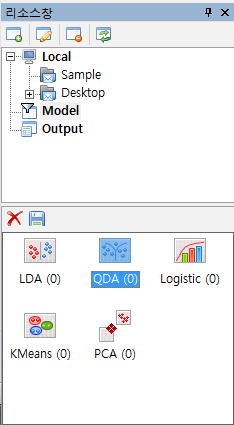 리소스창
Local
Sample
Desktop
Model
Output
LDA (0)
QDA (0)
Logistic (0)
KMeans (0)
PCA (0)